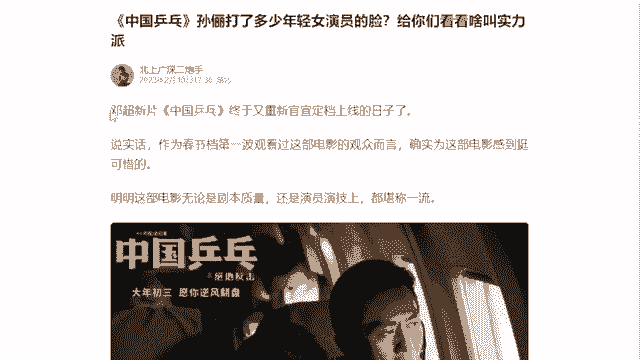 《中国乒乓》孙俪打了多少年轻女演员的脸？给你们看看啥叫实力
派
北上广深二炮手
邓超新片《中国乒乓》终于又重新官宣定档上线的日子了。
说实话，作为春节档第一波观看过这部电影的观众而言，确实为这部电影感到挺
可惜的。
明明这部电影无论是剧本质量，还是演员演技上，都堪称一流。
中国乒乓
绝地反击
大年初三 愿你逆风翻盘